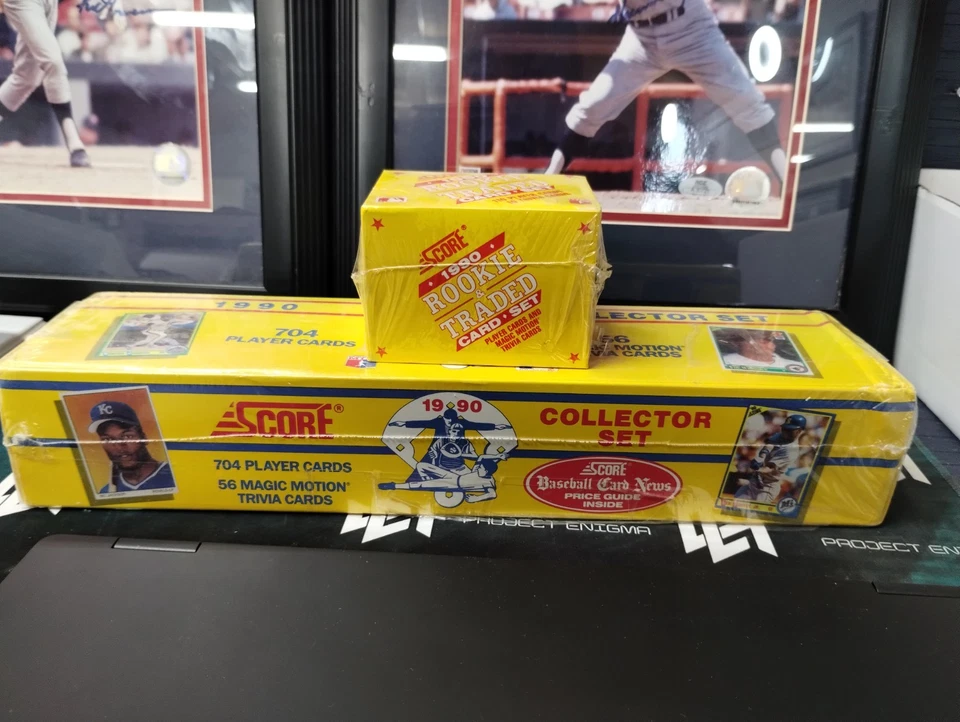 SCORE®
1990
ROOKIE
&
TRADED
CARD • SET
PLAYER CARDS AND
MAGIC MOTION
TRIVIA CARDS
1990
704
PLAYER CARDS
COLLECTOR SET
MOTION®
CARDS
KC
SCORE®
704 PLAYER CARDS
56 MAGIC MOTION®
TRIVIA CARDS
19 90
COLLECTOR
SET
SCORE
Baseball Card News
PRICE GUIDE
INSIDE
PROJECT ENIGMA
PROJECT EN